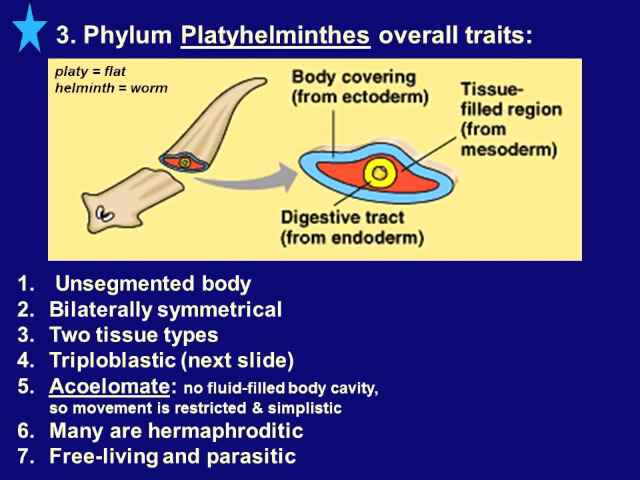 3. Phylum Platyhelminthes overall traits:
platy = flat
helminth = worm
Body covering
(from ectoderm)
Tissue-
filled region
(from
mesoderm)
Digestive tract
(from endoderm)
1. Unsegmented body
2. Bilaterally symmetrical
3. Two tissue types
4. Triploblastic (next slide)
5. Acoelomate: no fluid-filled body cavity,
so movement is restricted & simplistic
6. Many are hermaphroditic
7. Free-living and parasitic